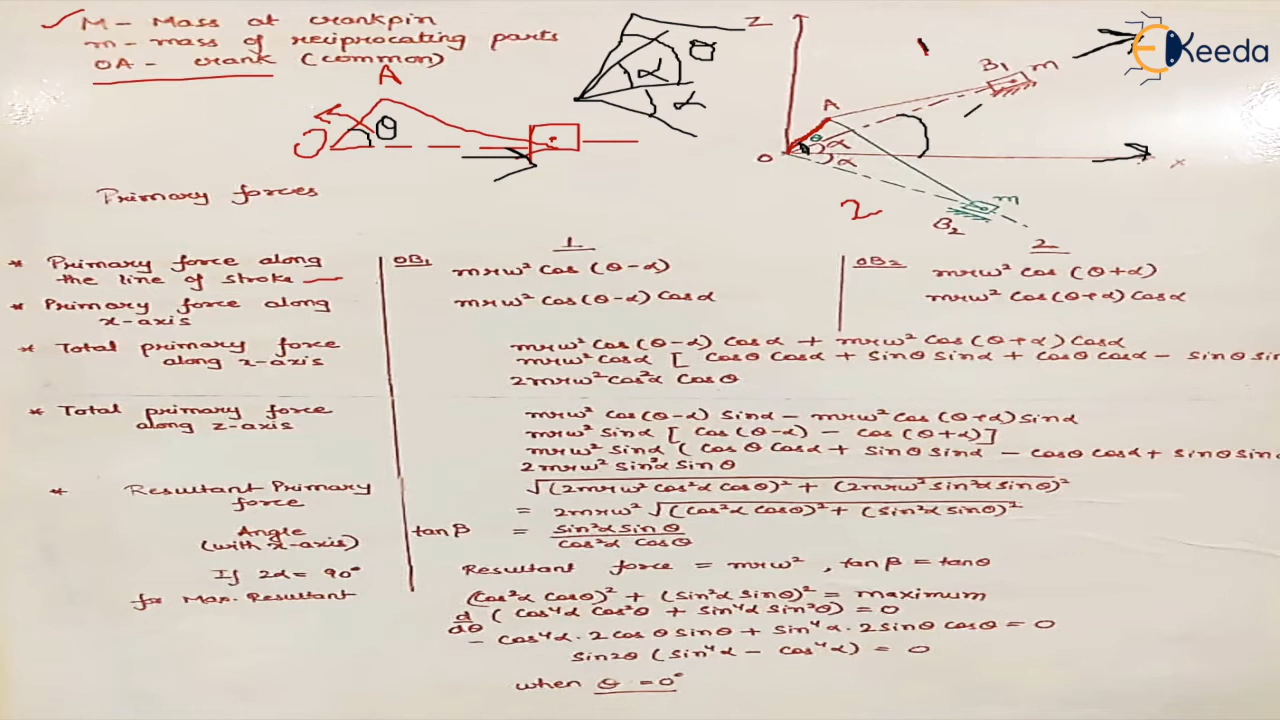 M - Mass at crankpin
m - mass of reciprocating parts
OA - crank (common)
A
O
θ
Z
θ
α
α
1
B₁ m
A
θ
α
α
O
x
2
B₂
m
EKeeda
Primary forces
1
2
* Primary force along the line of stroke
OB₁
mrω² cos (θ-α)
OB₂
mrω² cos (θ+α)
* Primary force along x-axis
mrω² cos(θ-α) cosα
mrω² cos(θ+α) cosα
* Total primary force along x-axis
mrω² cos(θ-α) cosα + mrω² cos (θ+α) cosα
mrω² cosα [ cosθ cosα + sinθ sinα + cosθ cosα - sinθ sin
2mrω² cos²α cosθ
* Total primary force along z-axis
mrω² cos (θ-α) sinα - mrω² cos (θ+α) sinα
mrω² sinα [ cos (θ-α) - cos (θ+α)]
mrω² sinα ( cosθ cosα + sinθ sinα - cosθ cosα + sinθ sinα
2mrω² sin²α sinθ
* Resultant Primary force
√(2mrω² cos²α cosθ)² + (2mrω² sin²α sinθ)²
= 2mrω² √(cos²α cosθ)² + (sin²α sinθ)²
Angle (with x-axis)
tan β = sin²α sinθ / cos²α cosθ
If 2α = 90°
Resultant force = mrω² , tanβ = tanθ
for Max. Resultant
(cos²α cosθ)² + (sin²α sinθ)² = maximum
d/dθ ( cos⁴α cos²θ + sin⁴α sin²θ) = 0
- cos⁴α . 2 cosθ sinθ + sin⁴α . 2sinθ cosθ = 0
sin2θ (sin⁴α - cos⁴α) = 0
when θ = 0°